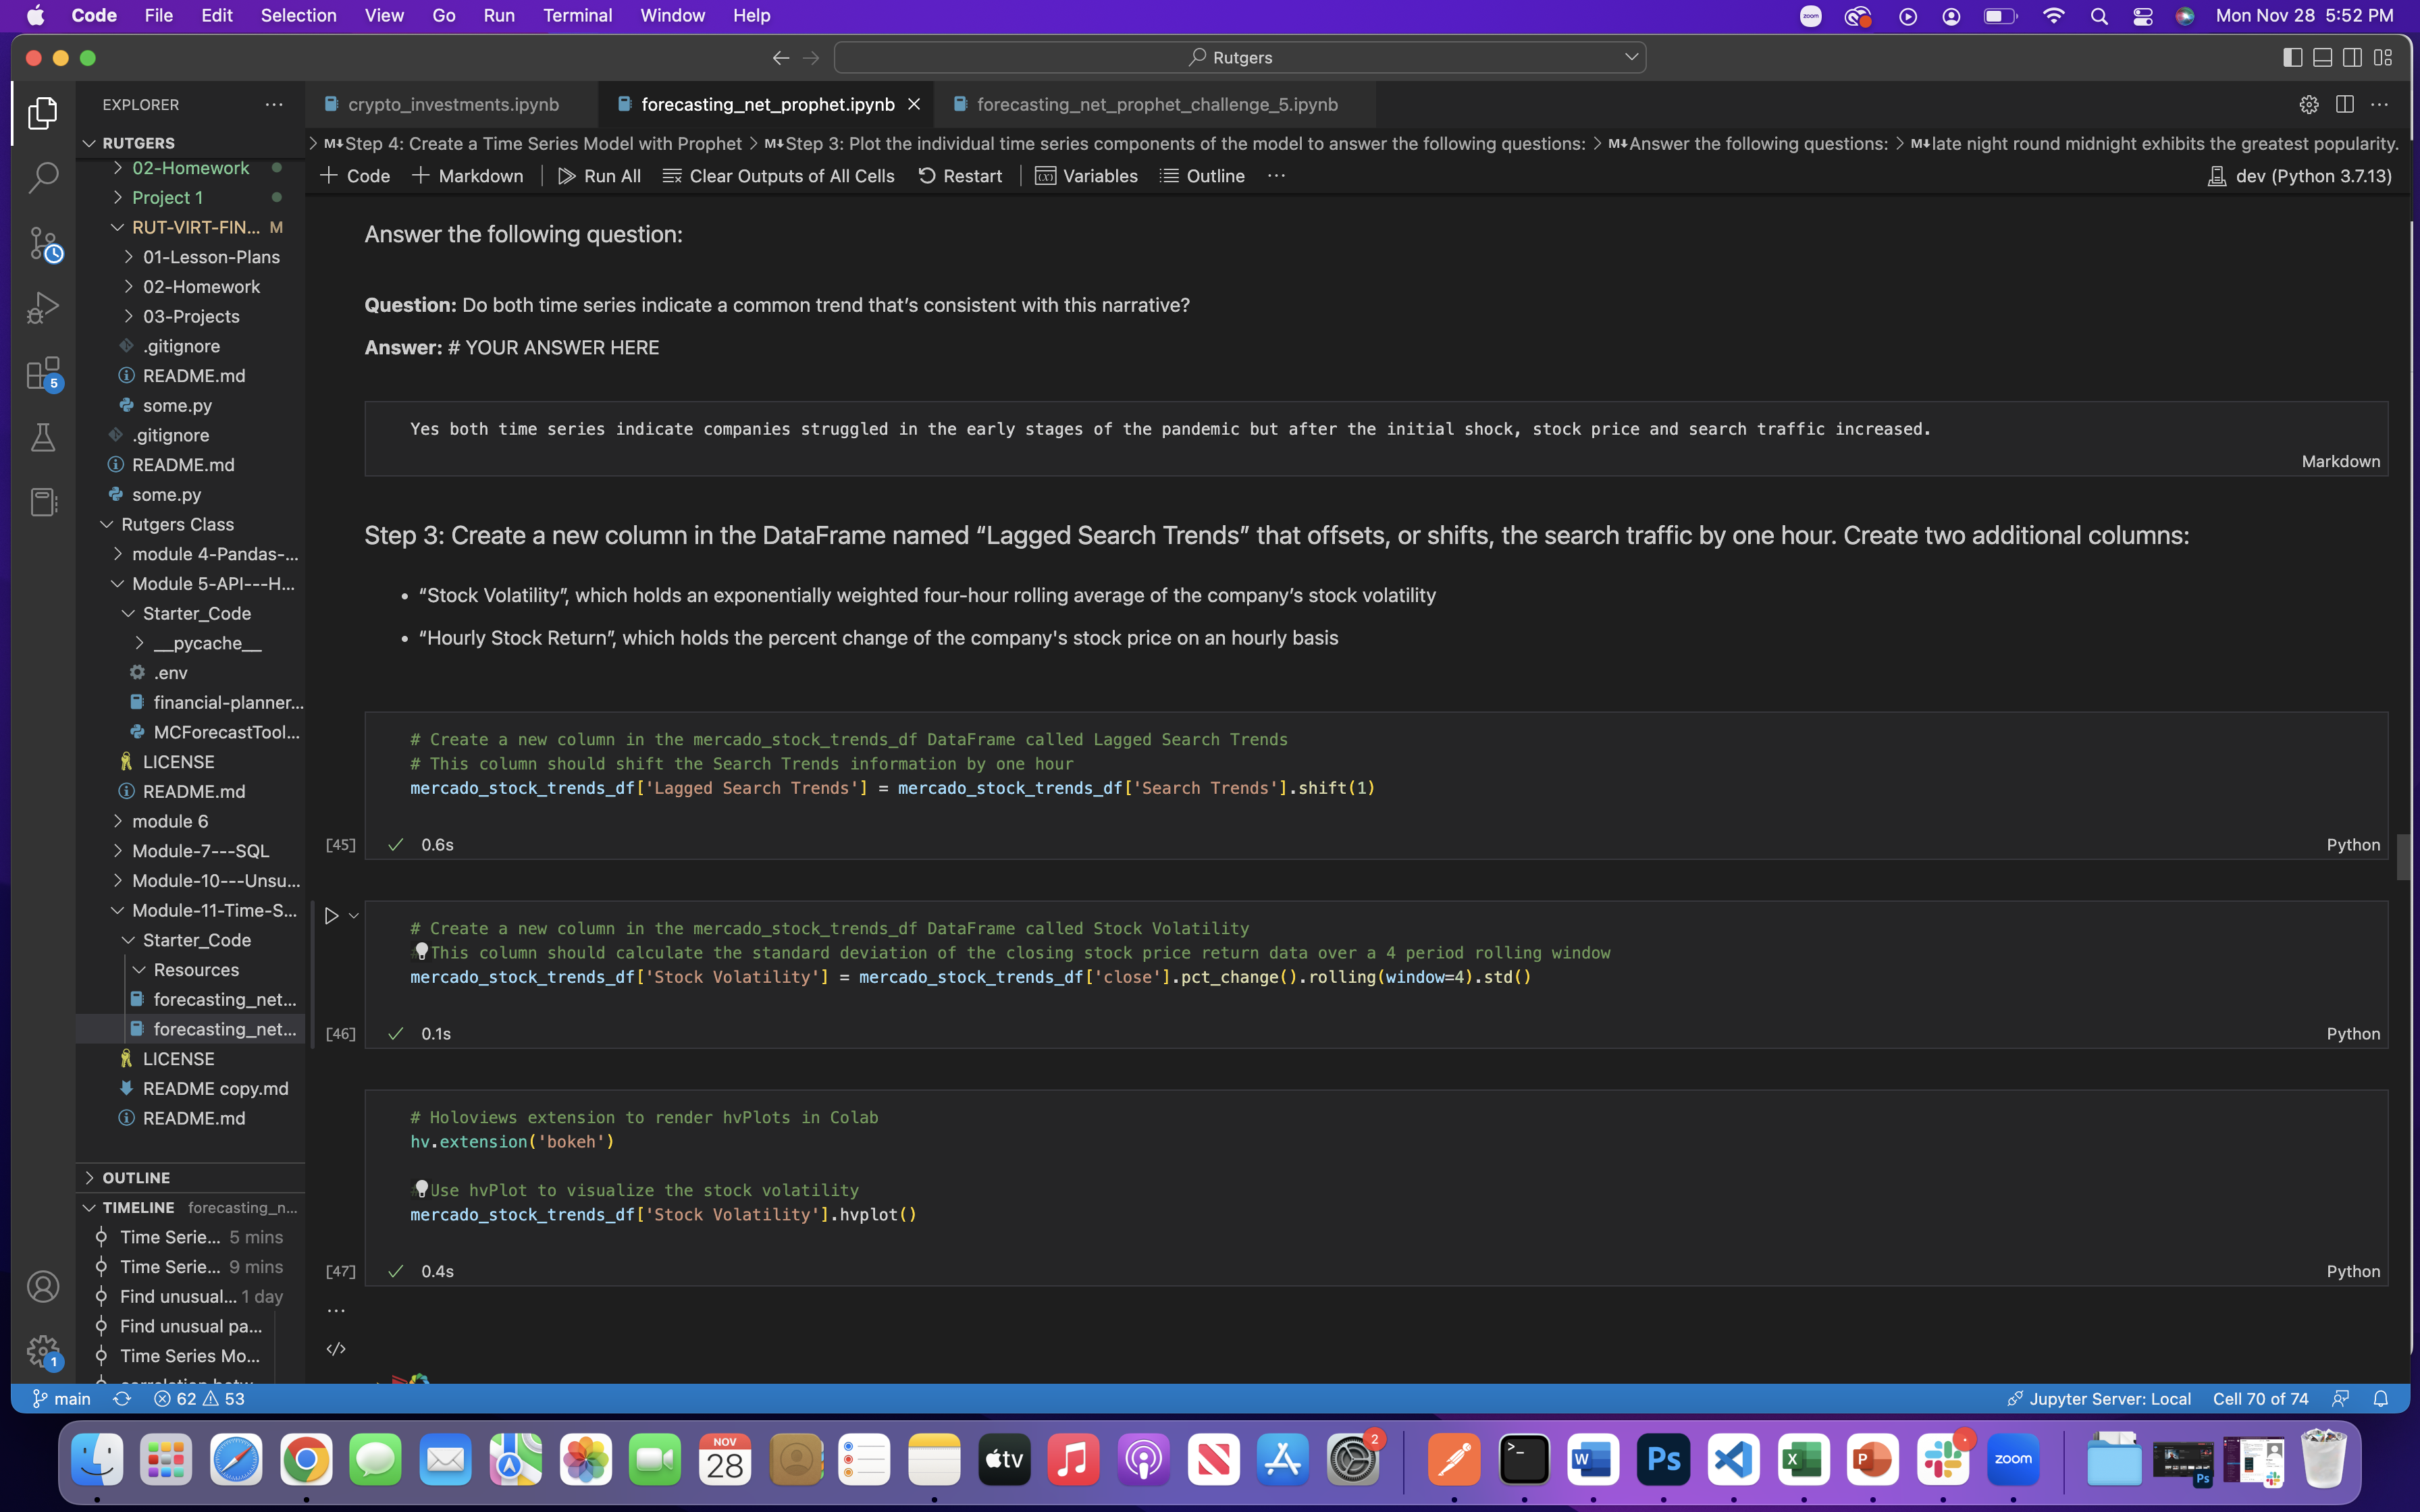 Code File Edit Selection View Go Run Terminal Window Help
zoom
Mon Nov 28 5:52 PM
Rutgers
EXPLORER
crypto_investments.ipynb
forecasting_net_prophet.ipynb
forecasting_net_prophet_challenge_5.ipynb
RUTGERS
02-Homework
Project 1
RUT-VIRT-FIN... M
01-Lesson-Plans
02-Homework
03-Projects
.gitignore
README.md
some.py
.gitignore
README.md
some.py
Rutgers Class
module 4-Pandas-...
Module 5-API---H...
Starter_Code
__pycache__
.env
financial-planner...
MCForecastTool...
LICENSE
README.md
module 6
Module-7---SQL
Module-10---Unsu...
Module-11-Time-S...
Starter_Code
Resources
forecasting_net...
forecasting_net...
LICENSE
README copy.md
README.md
OUTLINE
TIMELINE forecasting_n...
Time Serie... 5 mins
Time Serie... 9 mins
Find unusual... 1 day
Find unusual pa...
Time Series Mo...
5
1
> M↓Step 4: Create a Time Series Model with Prophet > M↓Step 3: Plot the individual time series components of the model to answer the following questions: > M↓Answer the following questions: > M↓late night round midnight exhibits the greatest popularity.
+ Code + Markdown Run All Clear Outputs of All Cells Restart (x) Variables Outline ...
dev (Python 3.7.13)
Answer the following question:
Question: Do both time series indicate a common trend that’s consistent with this narrative?
Answer: # YOUR ANSWER HERE
Yes both time series indicate companies struggled in the early stages of the pandemic but after the initial shock, stock price and search traffic increased.
Markdown
Step 3: Create a new column in the DataFrame named “Lagged Search Trends” that offsets, or shifts, the search traffic by one hour. Create two additional columns:
• “Stock Volatility”, which holds an exponentially weighted four-hour rolling average of the company’s stock volatility
• “Hourly Stock Return”, which holds the percent change of the company's stock price on an hourly basis
# Create a new column in the mercado_stock_trends_df DataFrame called Lagged Search Trends
# This column should shift the Search Trends information by one hour
mercado_stock_trends_df['Lagged Search Trends'] = mercado_stock_trends_df['Search Trends'].shift(1)
[45] ✓ 0.6s
Python
# Create a new column in the mercado_stock_trends_df DataFrame called Stock Volatility
This column should calculate the standard deviation of the closing stock price return data over a 4 period rolling window
mercado_stock_trends_df['Stock Volatility'] = mercado_stock_trends_df['close'].pct_change().rolling(window=4).std()
[46] ✓ 0.1s
Python
# Holoviews extension to render hvPlots in Colab
hv.extension('bokeh')
Use hvPlot to visualize the stock volatility
mercado_stock_trends_df['Stock Volatility'].hvplot()
[47] ✓ 0.4s
Python
...
</>
main 62 53
Jupyter Server: Local Cell 70 of 74
NOV
28
tv
2
W
Ps
X
P
zoom
Ps